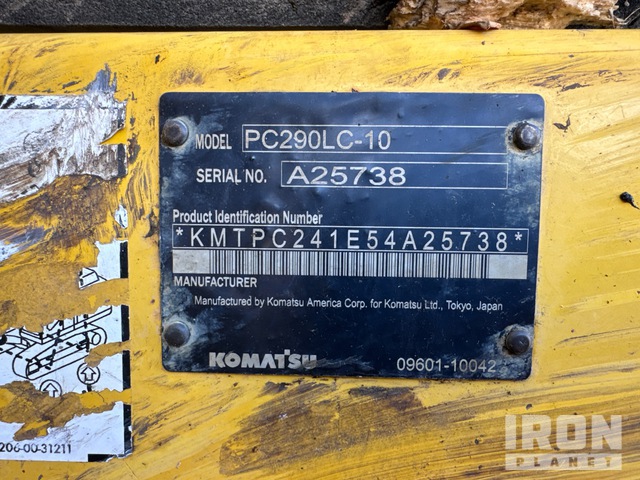 MODEL PC290LC-10
SERIAL NO. A25738
Product Identification Number
*KMTPC241E54A25738*
MANUFACTURER
Manufactured by Komatsu America Corp. for Komatsu Ltd., Tokyo, Japan
KOMATSU 09601-10042
206-00-31211
IRON
PLANET